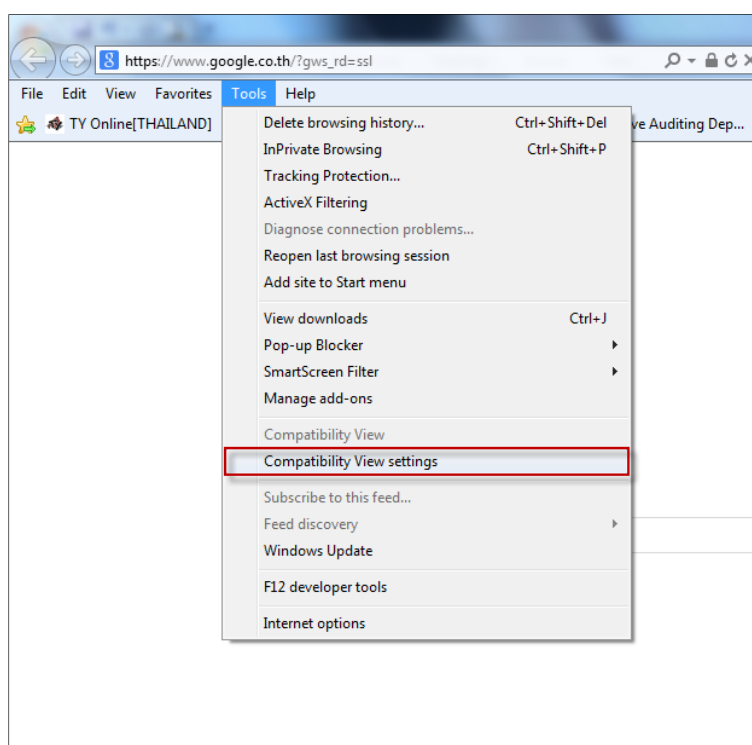 https://www.google.co.th/?gws_rd=ssl
File Edit View Favorites Tools Help
TY Online[THAILAND] ve Auditing Dep...
Delete browsing history... Ctrl+Shift+Del
InPrivate Browsing Ctrl+Shift+P
Tracking Protection...
ActiveX Filtering
Diagnose connection problems...
Reopen last browsing session
Add site to Start menu
View downloads Ctrl+J
Pop-up Blocker
SmartScreen Filter
Manage add-ons
Compatibility View
Compatibility View settings
Subscribe to this feed...
Feed discovery
Windows Update
F12 developer tools
Internet options